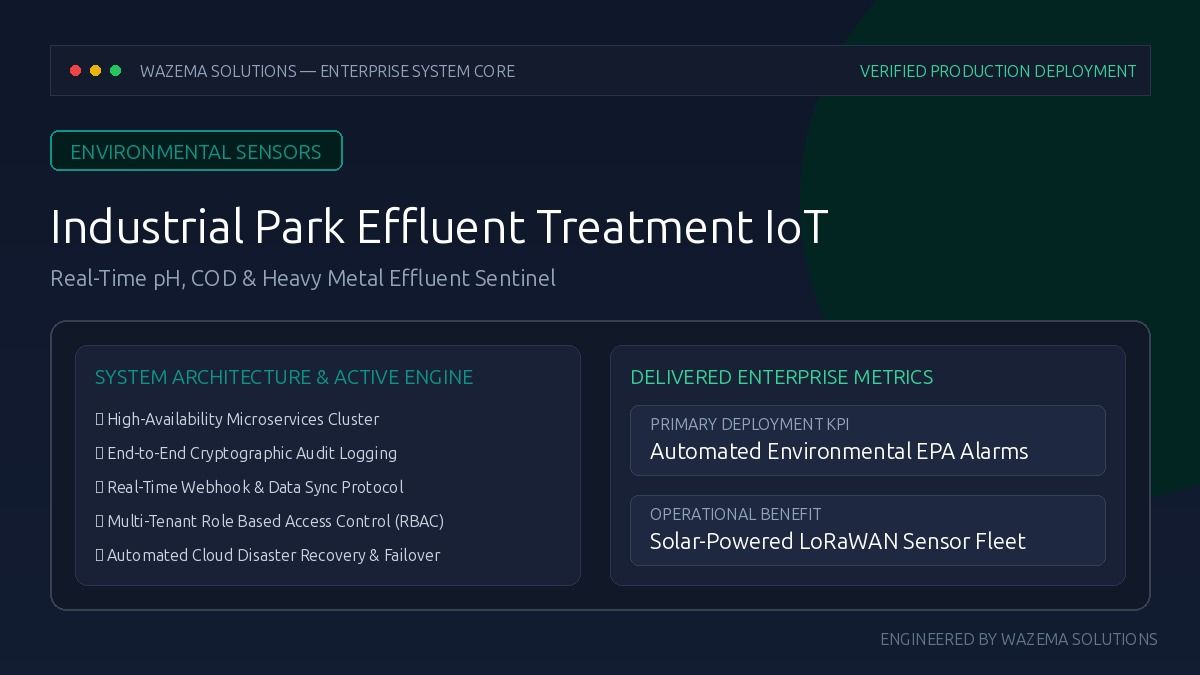 WAZEMA SOLUTIONS — ENTERPRISE SYSTEM CORE
VERIFIED PRODUCTION DEPLOYMENT
ENVIRONMENTAL SENSORS
Industrial Park Effluent Treatment IoT
Real-Time pH, COD & Heavy Metal Effluent Sentinel
SYSTEM ARCHITECTURE & ACTIVE ENGINE
High-Availability Microservices Cluster
End-to-End Cryptographic Audit Logging
Real-Time Webhook & Data Sync Protocol
Multi-Tenant Role Based Access Control (RBAC)
Automated Cloud Disaster Recovery & Failover
DELIVERED ENTERPRISE METRICS
PRIMARY DEPLOYMENT KPI
Automated Environmental EPA Alarms
OPERATIONAL BENEFIT
Solar-Powered LoRaWAN Sensor Fleet
ENGINEERED BY WAZEMA SOLUTIONS